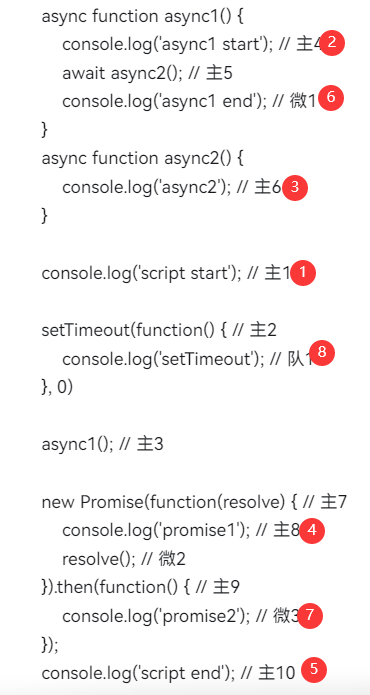 async function async1() {
console.log('async1 start'); // 主4 2
await async2(); // 主5
console.log('async1 end'); // 微1 6
}
async function async2() {
console.log('async2'); // 主6 3
}
console.log('script start'); // 主1 1
setTimeout(function() { // 主2
console.log('setTimeout'); // 队1 8
}, 0)
async1(); // 主3
new Promise(function(resolve) { // 主7
console.log('promise1'); // 主8 4
resolve(); // 微2
}).then(function() { // 主9
console.log('promise2'); // 微3 7
});
console.log('script end'); // 主10 5